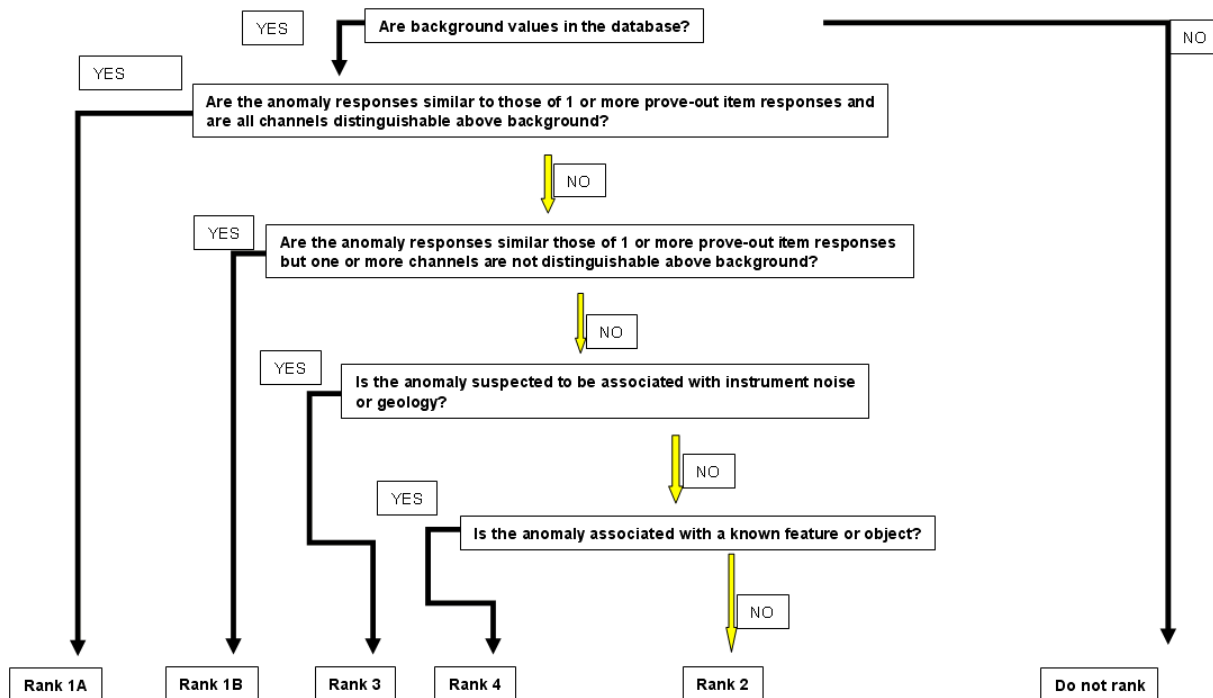 YES
Are background values in the database?
NO
YES
Are the anomaly responses similar to those of 1 or more prove-out item responses and
are all channels distinguishable above background?
NO
YES
Are the anomaly responses similar those of 1 or more prove-out item responses
but one or more channels are not distinguishable above background?
NO
YES
Is the anomaly suspected to be associated with instrument noise
or geology?
NO
YES
Is the anomaly associated with a known feature or object?
NO
Rank 1A
Rank 1B
Rank 3
Rank 4
Rank 2
Do not rank